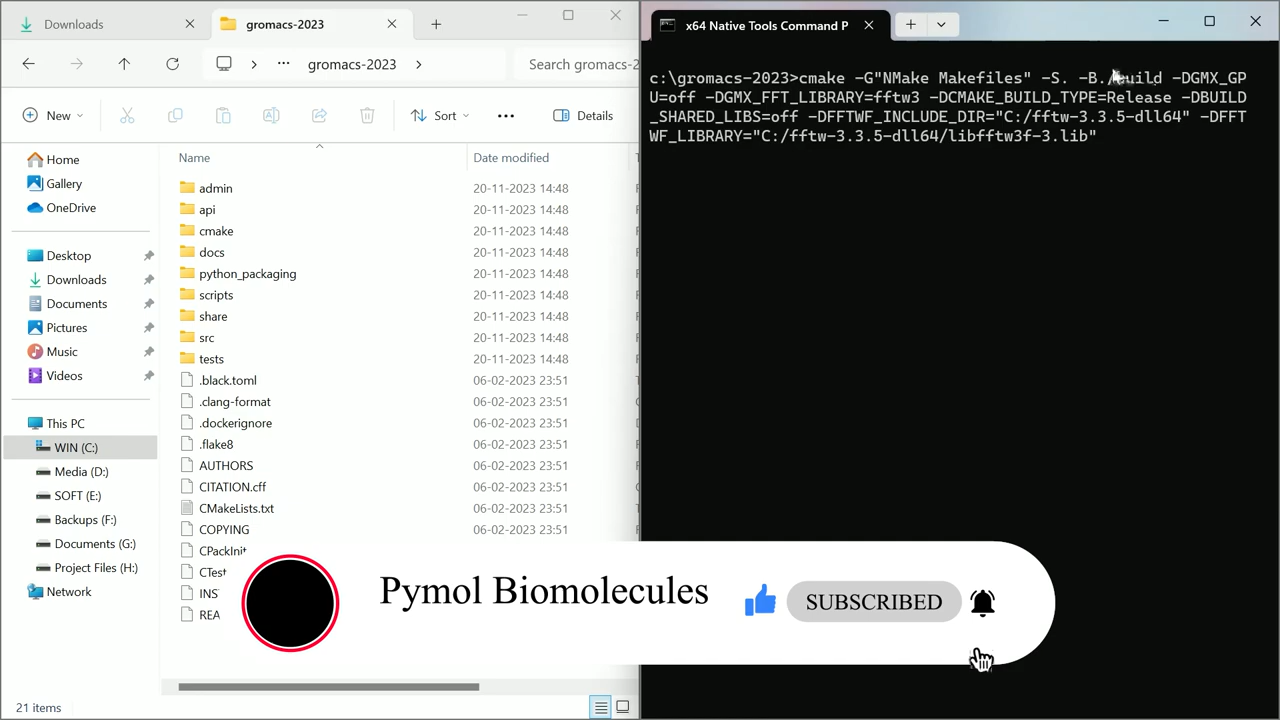 Downloads
gromacs-2023
x64 Native Tools Command P
gromacs-2023
Search gromacs-2
New
Sort
Details
Home
Gallery
OneDrive
Desktop
Downloads
Documents
Pictures
Music
Videos
This PC
WIN (C:)
Media (D:)
SOFT (E:)
Backups (F:)
Documents (G:)
Project Files (H:)
Network
Name Date modified
admin 20-11-2023 14:48
api 20-11-2023 14:48
cmake 20-11-2023 14:48
docs 20-11-2023 14:48
python_packaging 20-11-2023 14:48
scripts 20-11-2023 14:48
share 20-11-2023 14:48
src 20-11-2023 14:48
tests 20-11-2023 14:48
.black.toml 06-02-2023 23:51
.clang-format 06-02-2023 23:51
.dockerignore 06-02-2023 23:51
.flake8 06-02-2023 23:51
AUTHORS 06-02-2023 23:51
CITATION.cff 06-02-2023 23:51
CMakeLists.txt 06-02-2023 23:51
COPYING 06-02-2023 23:51
CPackInit
CTest
INS
REA
21 items
c:\gromacs-2023>cmake -G"NMake Makefiles" -S. -B./build -DGMX_GP
U=off -DGMX_FFT_LIBRARY=fftw3 -DCMAKE_BUILD_TYPE=Release -DBUILD
_SHARED_LIBS=off -DFFTWF_INCLUDE_DIR="C:/fftw-3.3.5-dll64" -DFFT
WF_LIBRARY="C:/fftw-3.3.5-dll64/libfftw3f-3.lib"
Pymol Biomolecules
SUBSCRIBED